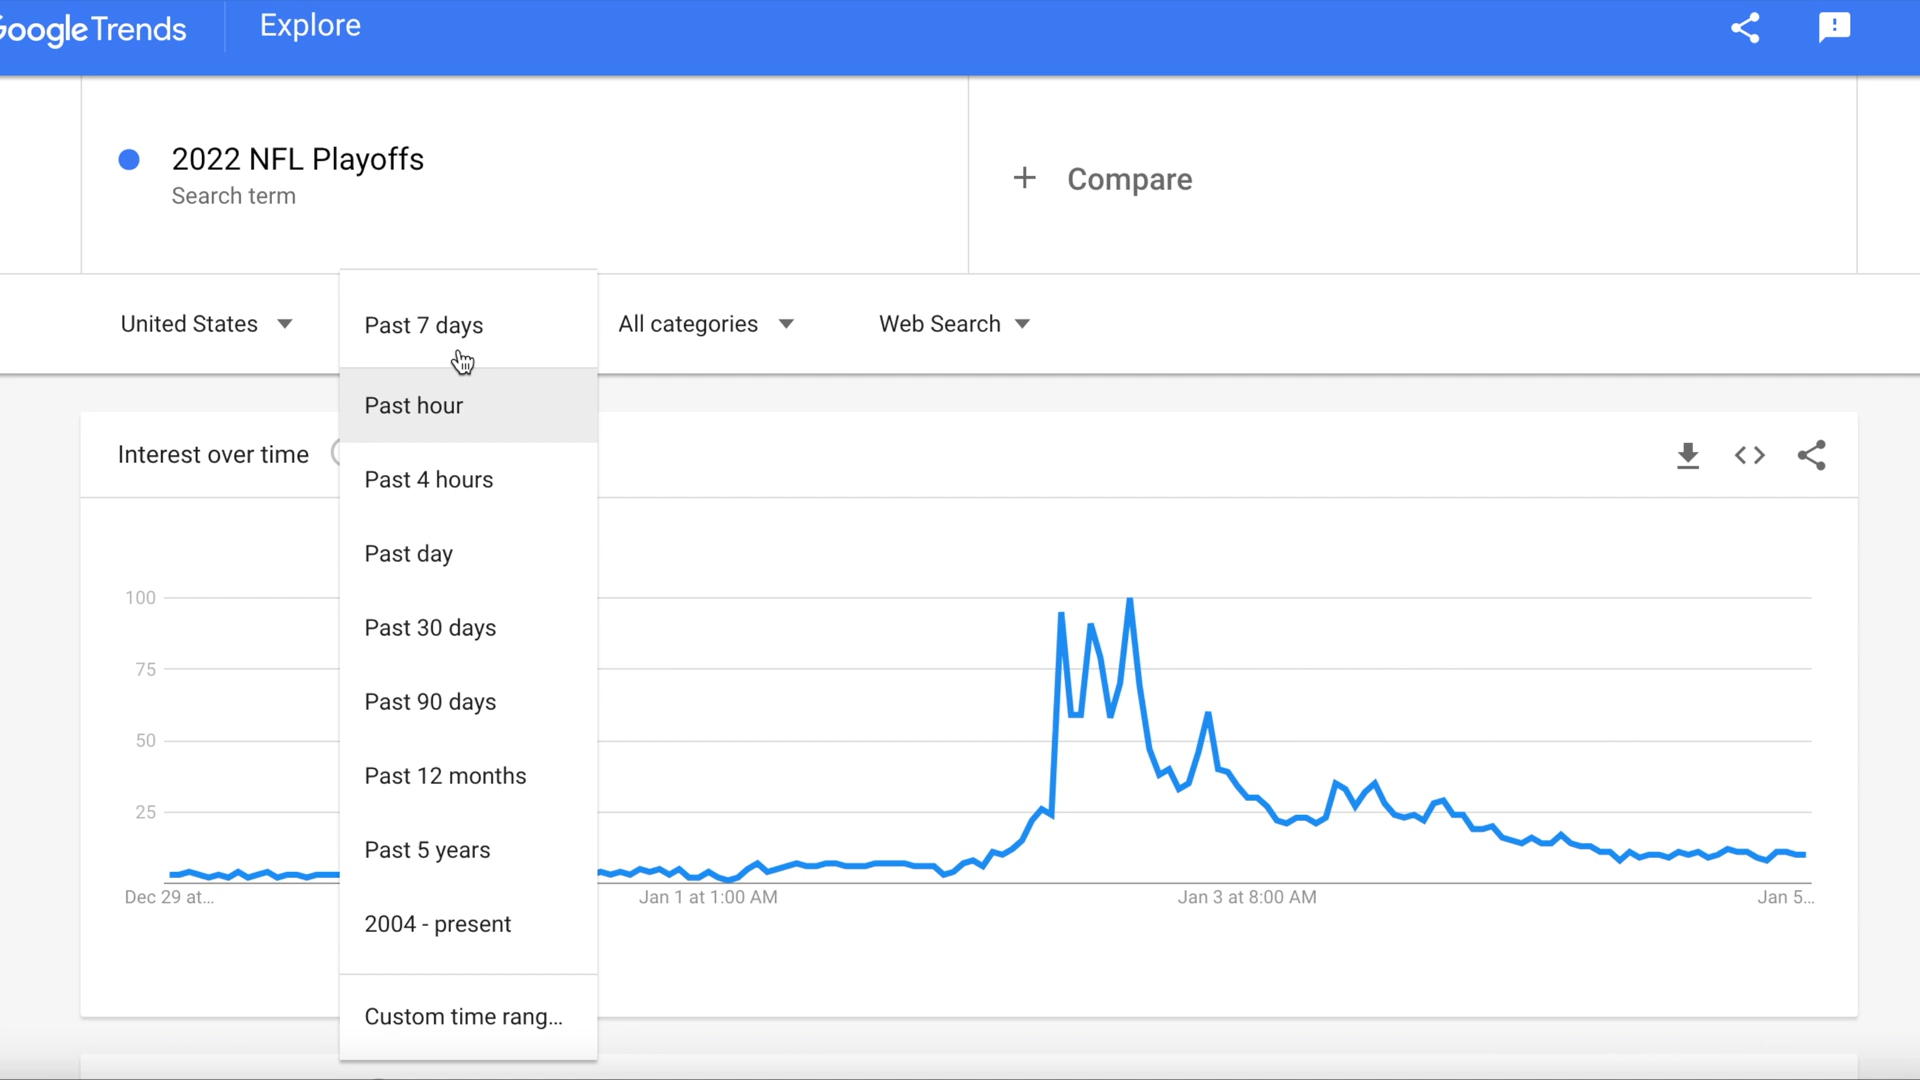 Google Trends
Explore
2022 NFL Playoffs
Search term
+ Compare
United States
Past 7 days
All categories
Web Search
Past hour
Past 4 hours
Past day
Past 30 days
Past 90 days
Past 12 months
Past 5 years
2004 - present
Custom time rang...
Interest over time
100
75
50
25
Dec 29 at...
Jan 1 at 1:00 AM
Jan 3 at 8:00 AM
Jan 5...